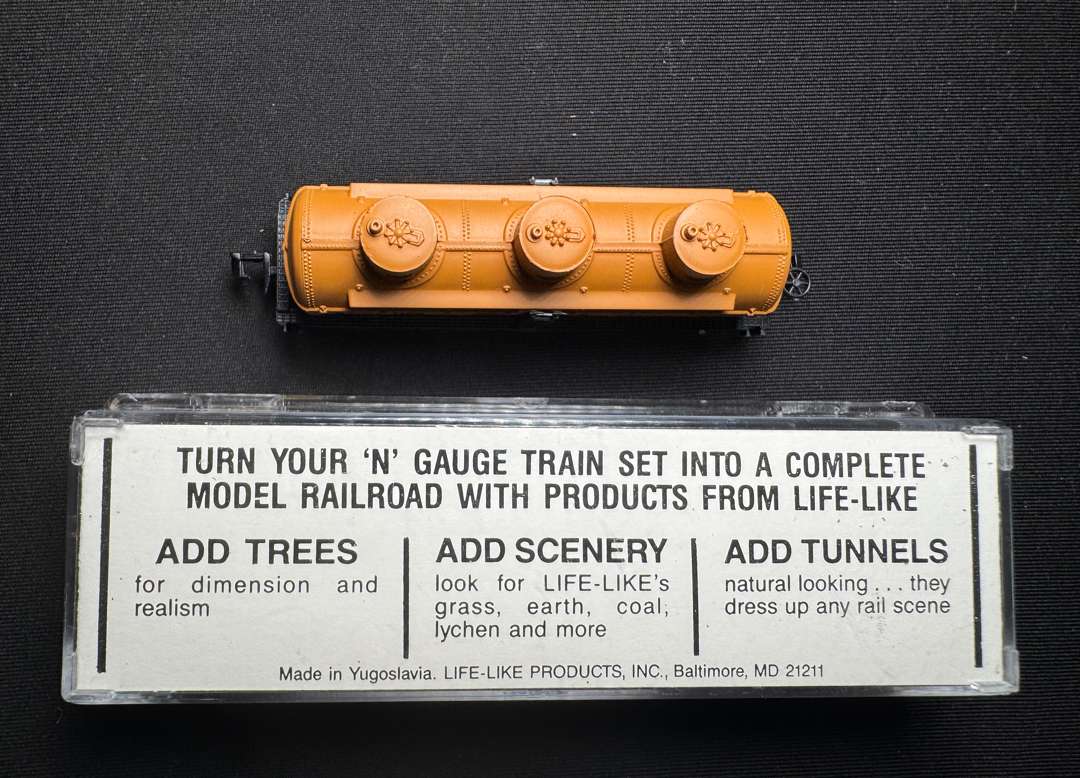 TURN YOUR 'N' GAUGE TRAIN SET INTO A COMPLETE
MODEL RAILROAD WITH PRODUCTS FROM LIFE-LIKE
ADD TREES
for dimension and
realism
ADD SCENERY
look for LIFE-LIKE's
grass, earth, coal,
lychen and more
ADD TUNNELS
natural looking . . . they
dress up any rail scene
Made in Yugoslavia. LIFE-LIKE PRODUCTS, INC., Baltimore, MD 21211